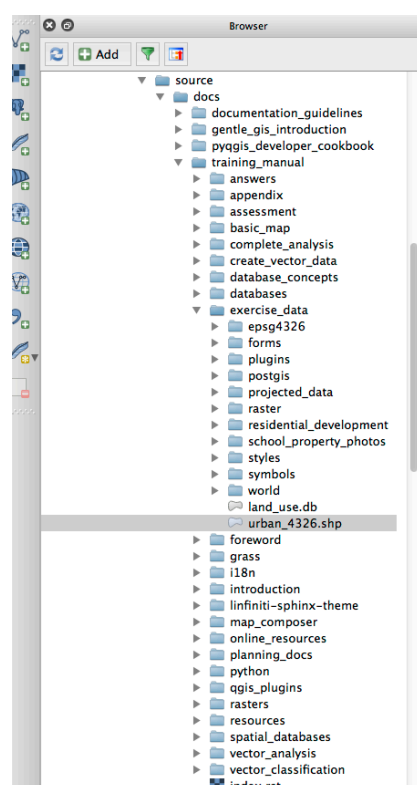 Browser
Add
source
docs
documentation_guidelines
gentle_gis_introduction
pyqgis_developer_cookbook
training_manual
answers
appendix
assessment
basic_map
complete_analysis
create_vector_data
database_concepts
databases
exercise_data
epsg4326
forms
plugins
postgis
projected_data
raster
residential_development
school_property_photos
styles
symbols
world
land_use.db
urban_4326.shp
foreword
grass
i18n
introduction
linfiniti-sphinx-theme
map_composer
online_resources
planning_docs
python
qgis_plugins
rasters
resources
spatial_databases
vector_analysis
vector_classification
index.rst